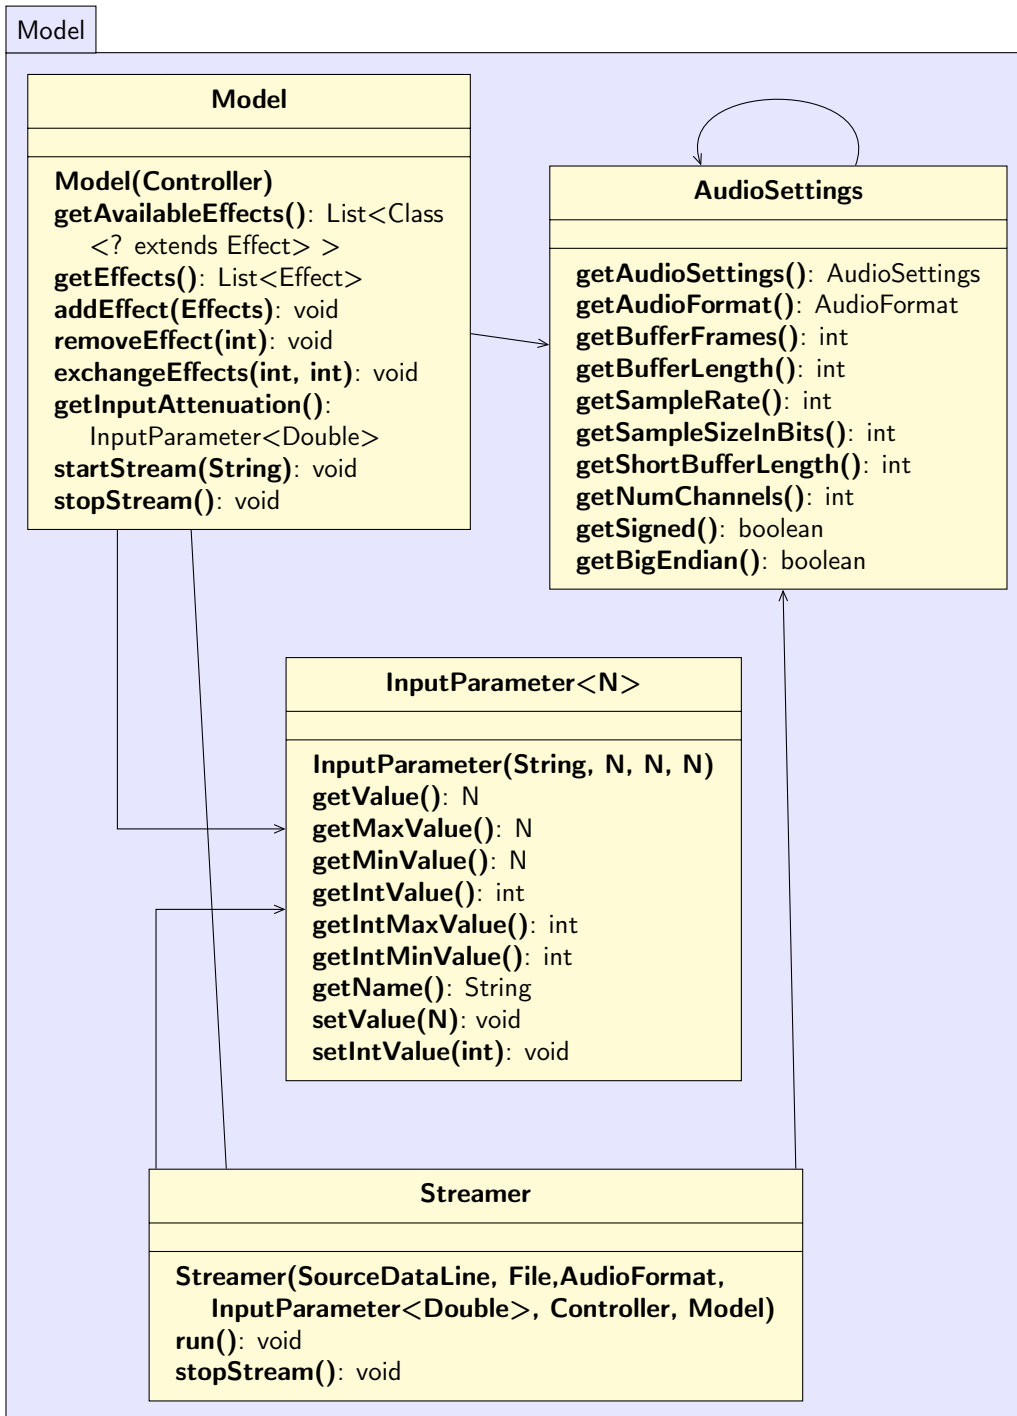 Model
Model
Model(Controller)
getAvailableEffects(): List<Class
<? extends Effect> >
getEffects(): List<Effect>
addEffect(Effects): void
removeEffect(int): void
exchangeEffects(int, int): void
getInputAttenuation():
InputParameter<Double>
startStream(String): void
stopStream(): void
AudioSettings
getAudioSettings(): AudioSettings
getAudioFormat(): AudioFormat
getBufferFrames(): int
getBufferLength(): int
getSampleRate(): int
getSampleSizeInBits(): int
getShortBufferLength(): int
getNumChannels(): int
getSigned(): boolean
getBigEndian(): boolean
InputParameter<N>
InputParameter(String, N, N, N)
getValue(): N
getMaxValue(): N
getMinValue(): N
getIntValue(): int
getIntMaxValue(): int
getIntMinValue(): int
getName(): String
setValue(N): void
setIntValue(int): void
Streamer
Streamer(SourceDataLine, File,AudioFormat,
InputParameter<Double>, Controller, Model)
run(): void
stopStream(): void